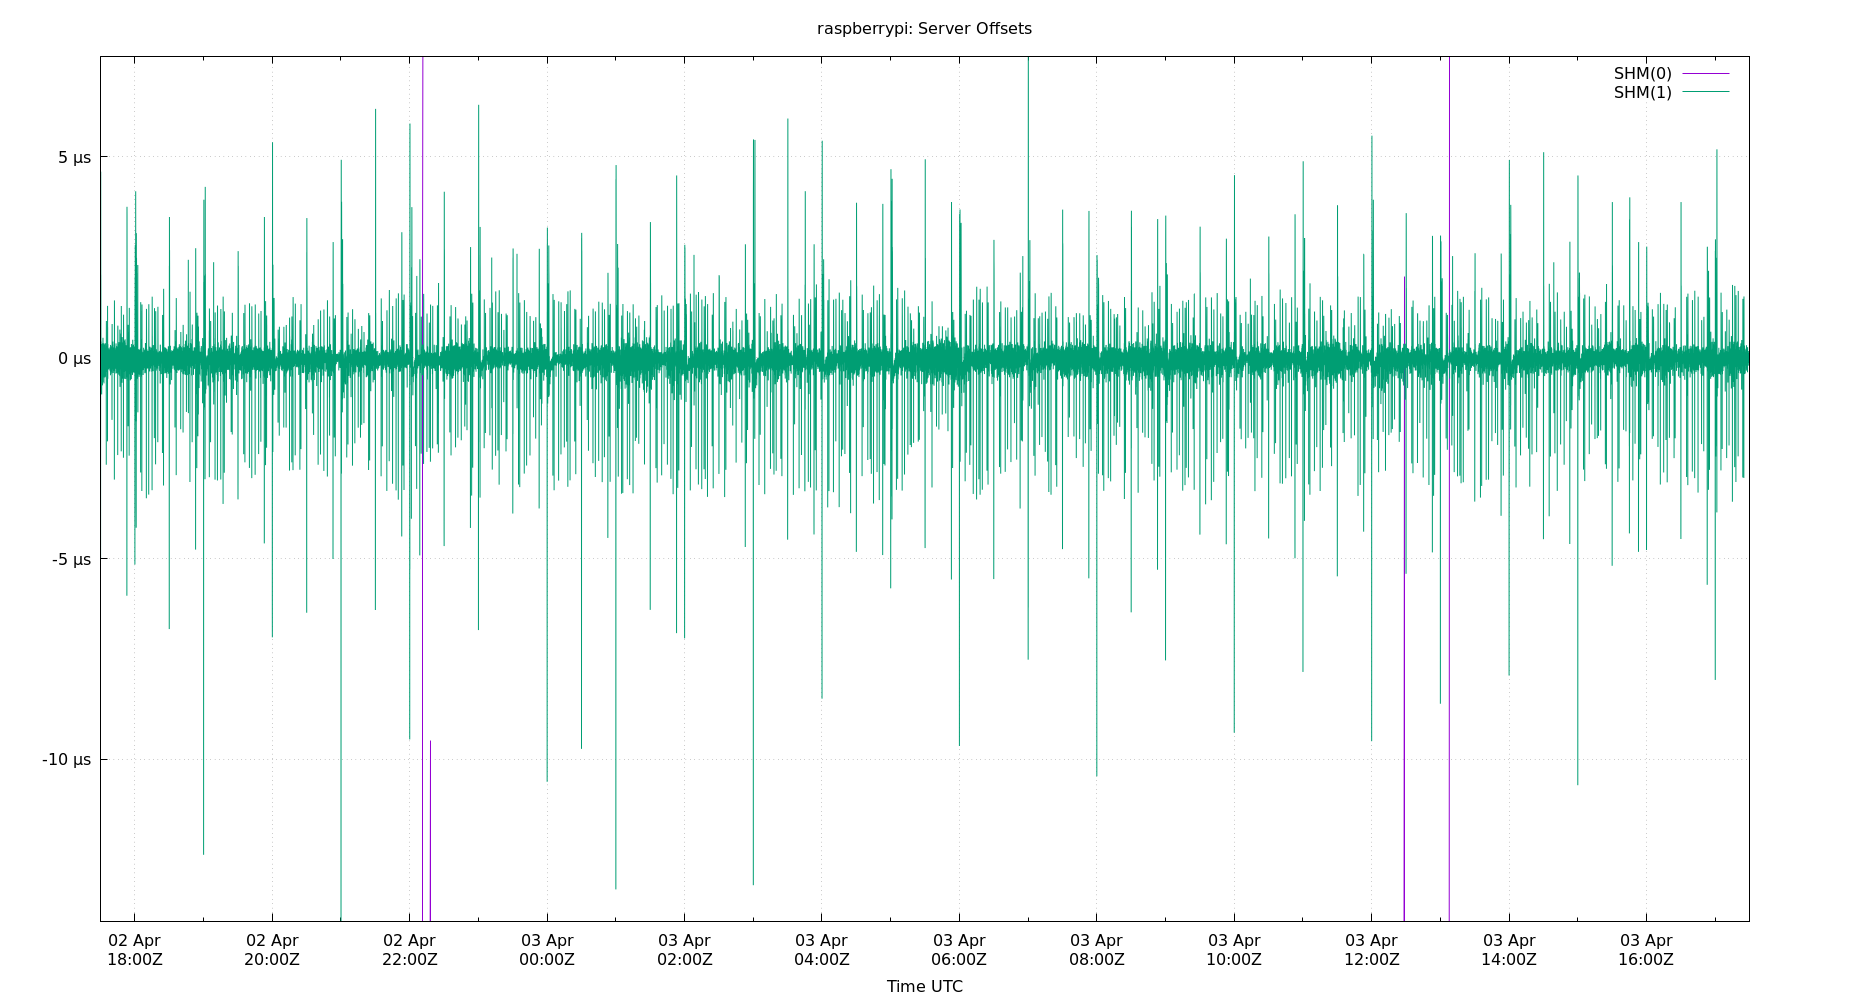 raspberrypi: Server Offsets
SHM(0)
SHM(1)
5 µs
0 µs
-5 µs
-10 µs
02 Apr 02 Apr 02 Apr 03 Apr 03 Apr 03 Apr 03 Apr 03 Apr 03 Apr 03 Apr 03 Apr 03 Apr
18:00Z 20:00Z 22:00Z 00:00Z 02:00Z 04:00Z 06:00Z 08:00Z 10:00Z 12:00Z 14:00Z 16:00Z
Time UTC